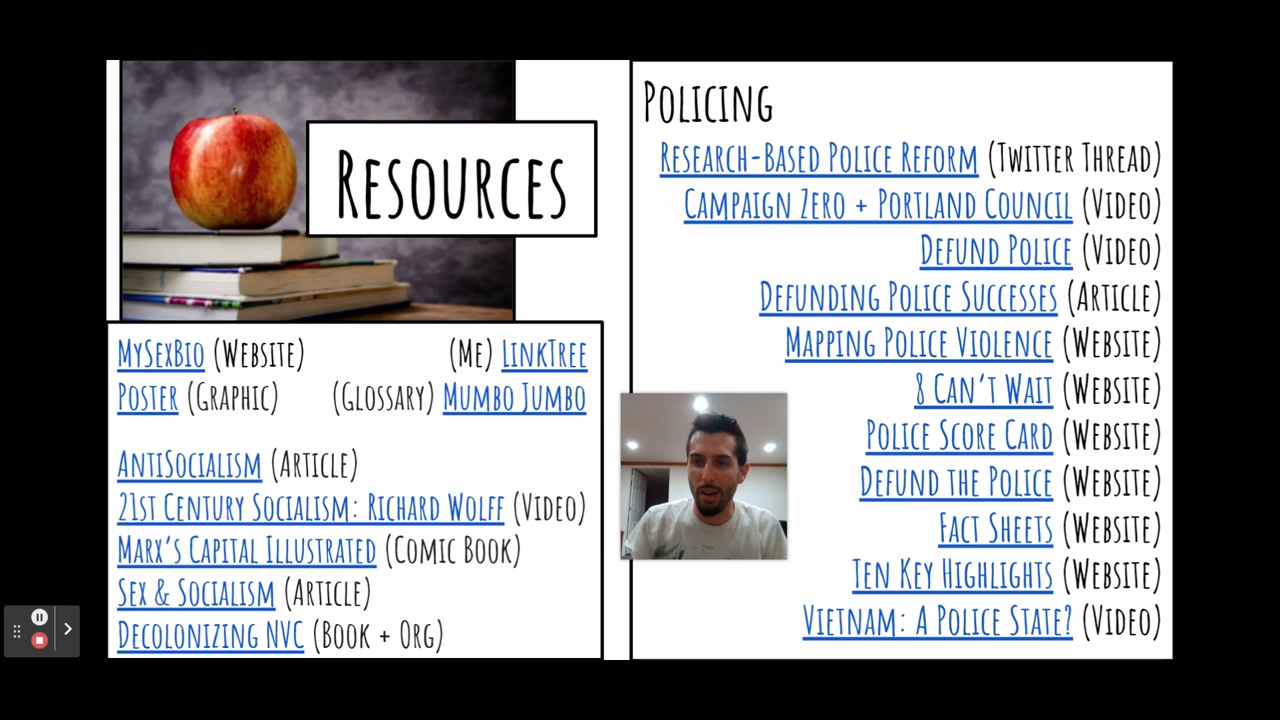 Resources
MySexBio (Website)
(Me) LinkTree
Poster (Graphic)
(Glossary) Mumbo Jumbo
AntiSocialism (Article)
21st Century Socialism: Richard Wolff (Video)
Marx's Capital Illustrated (Comic Book)
Sex & Socialism (Article)
Decolonizing NVC (Book + Org)
Policing
Research-Based Police Reform (Twitter Thread)
Campaign Zero + Portland Council (Video)
Defund Police (Video)
Defunding Police Successes (Article)
Mapping Police Violence (Website)
8 Can't Wait (Website)
Police Score Card (Website)
Defund the Police (Website)
Fact Sheets (Website)
Ten Key Highlights (Website)
Vietnam: A Police State? (Video)